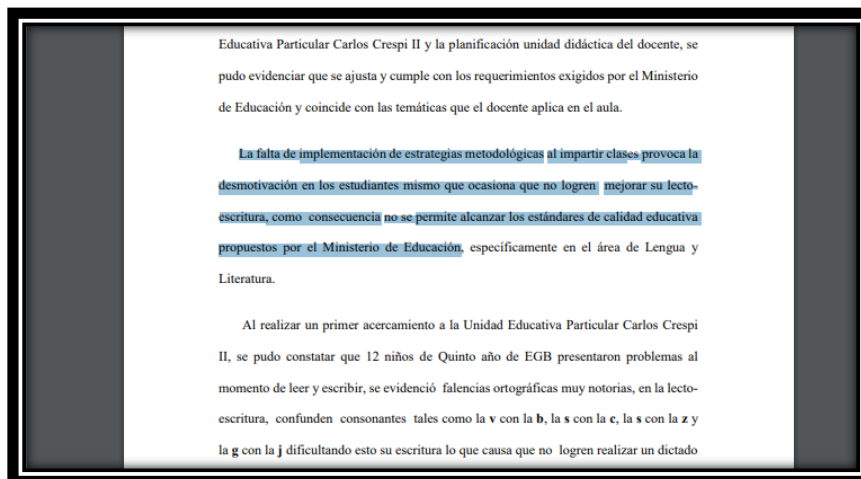 Educativa Particular Carlos Crespi II y la planificación unidad didáctica del docente, se
pudo evidenciar que se ajusta y cumple con los requerimientos exigidos por el Ministerio
de Educación y coincide con las temáticas que el docente aplica en el aula.
La falta de implementación de estrategias metodológicas al impartir clases provoca la
desmotivación en los estudiantes mismo que ocasiona que no logren mejorar su lecto-
escritura, como consecuencia no se permite alcanzar los estándares de calidad educativa
propuestos por el Ministerio de Educación, específicamente en el área de Lengua y
Literatura.
Al realizar un primer acercamiento a la Unidad Educativa Particular Carlos Crespi
II, se pudo constatar que 12 niños de Quinto año de EGB presentaron problemas al
momento de leer y escribir, se evidenció falencias ortográficas muy notorias, en la lecto-
escritura, confunden consonantes tales como la v con la b, la s con la c, la s con la z y
la g con la j dificultando esto su escritura lo que causa que no logren realizar un dictado